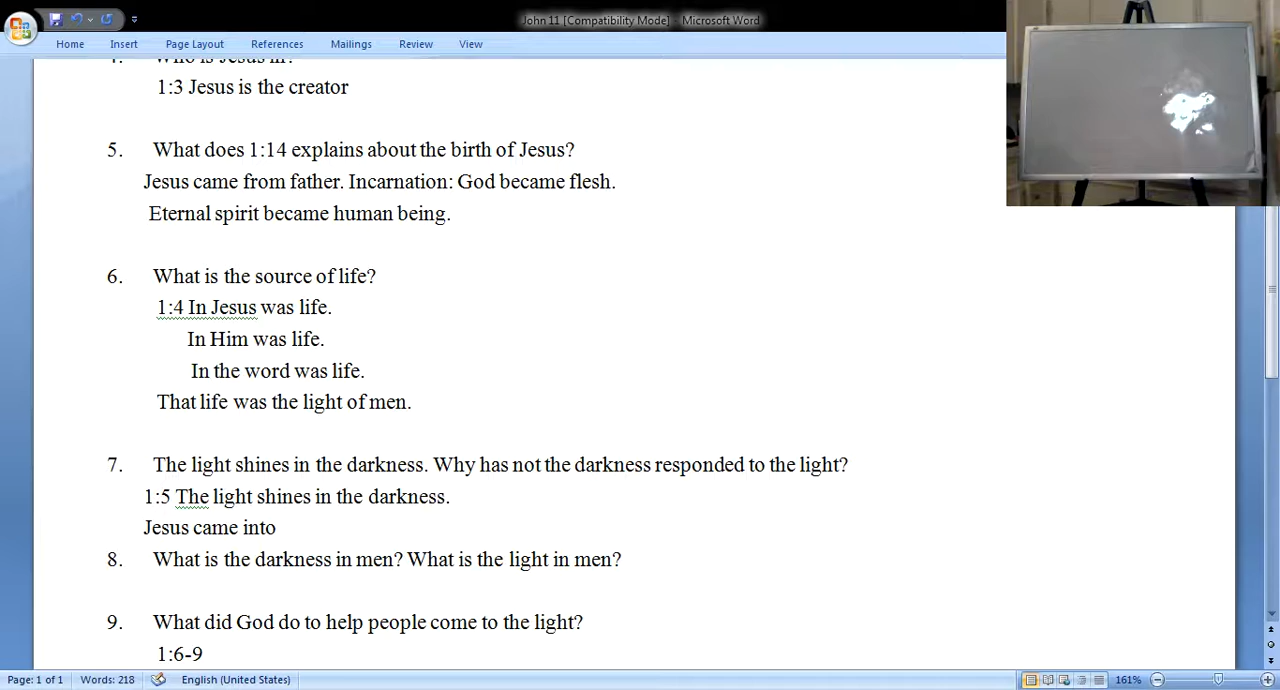 John 11 [Compatibility Mode] - Microsoft Word
Home Insert Page Layout References Mailings Review View
4. Who is Jesus in?
1:3 Jesus is the creator
5. What does 1:14 explains about the birth of Jesus?
Jesus came from father. Incarnation: God became flesh.
Eternal spirit became human being.
6. What is the source of life?
1:4 In Jesus was life.
In Him was life.
In the word was life.
That life was the light of men.
7. The light shines in the darkness. Why has not the darkness responded to the light?
1:5 The light shines in the darkness.
Jesus came into
8. What is the darkness in men? What is the light in men?
9. What did God do to help people come to the light?
1:6-9
Page: 1 of 1 Words: 218 English (United States) 161%